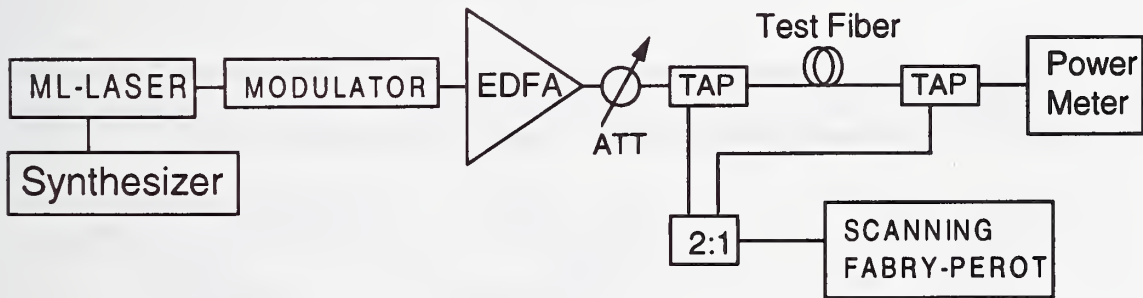 Test Fiber
ML-LASER
MODULATOR
EDFA
TAP
TAP
Power
Meter
ATT
Synthesizer
2:1
SCANNING
FABRY-PEROT